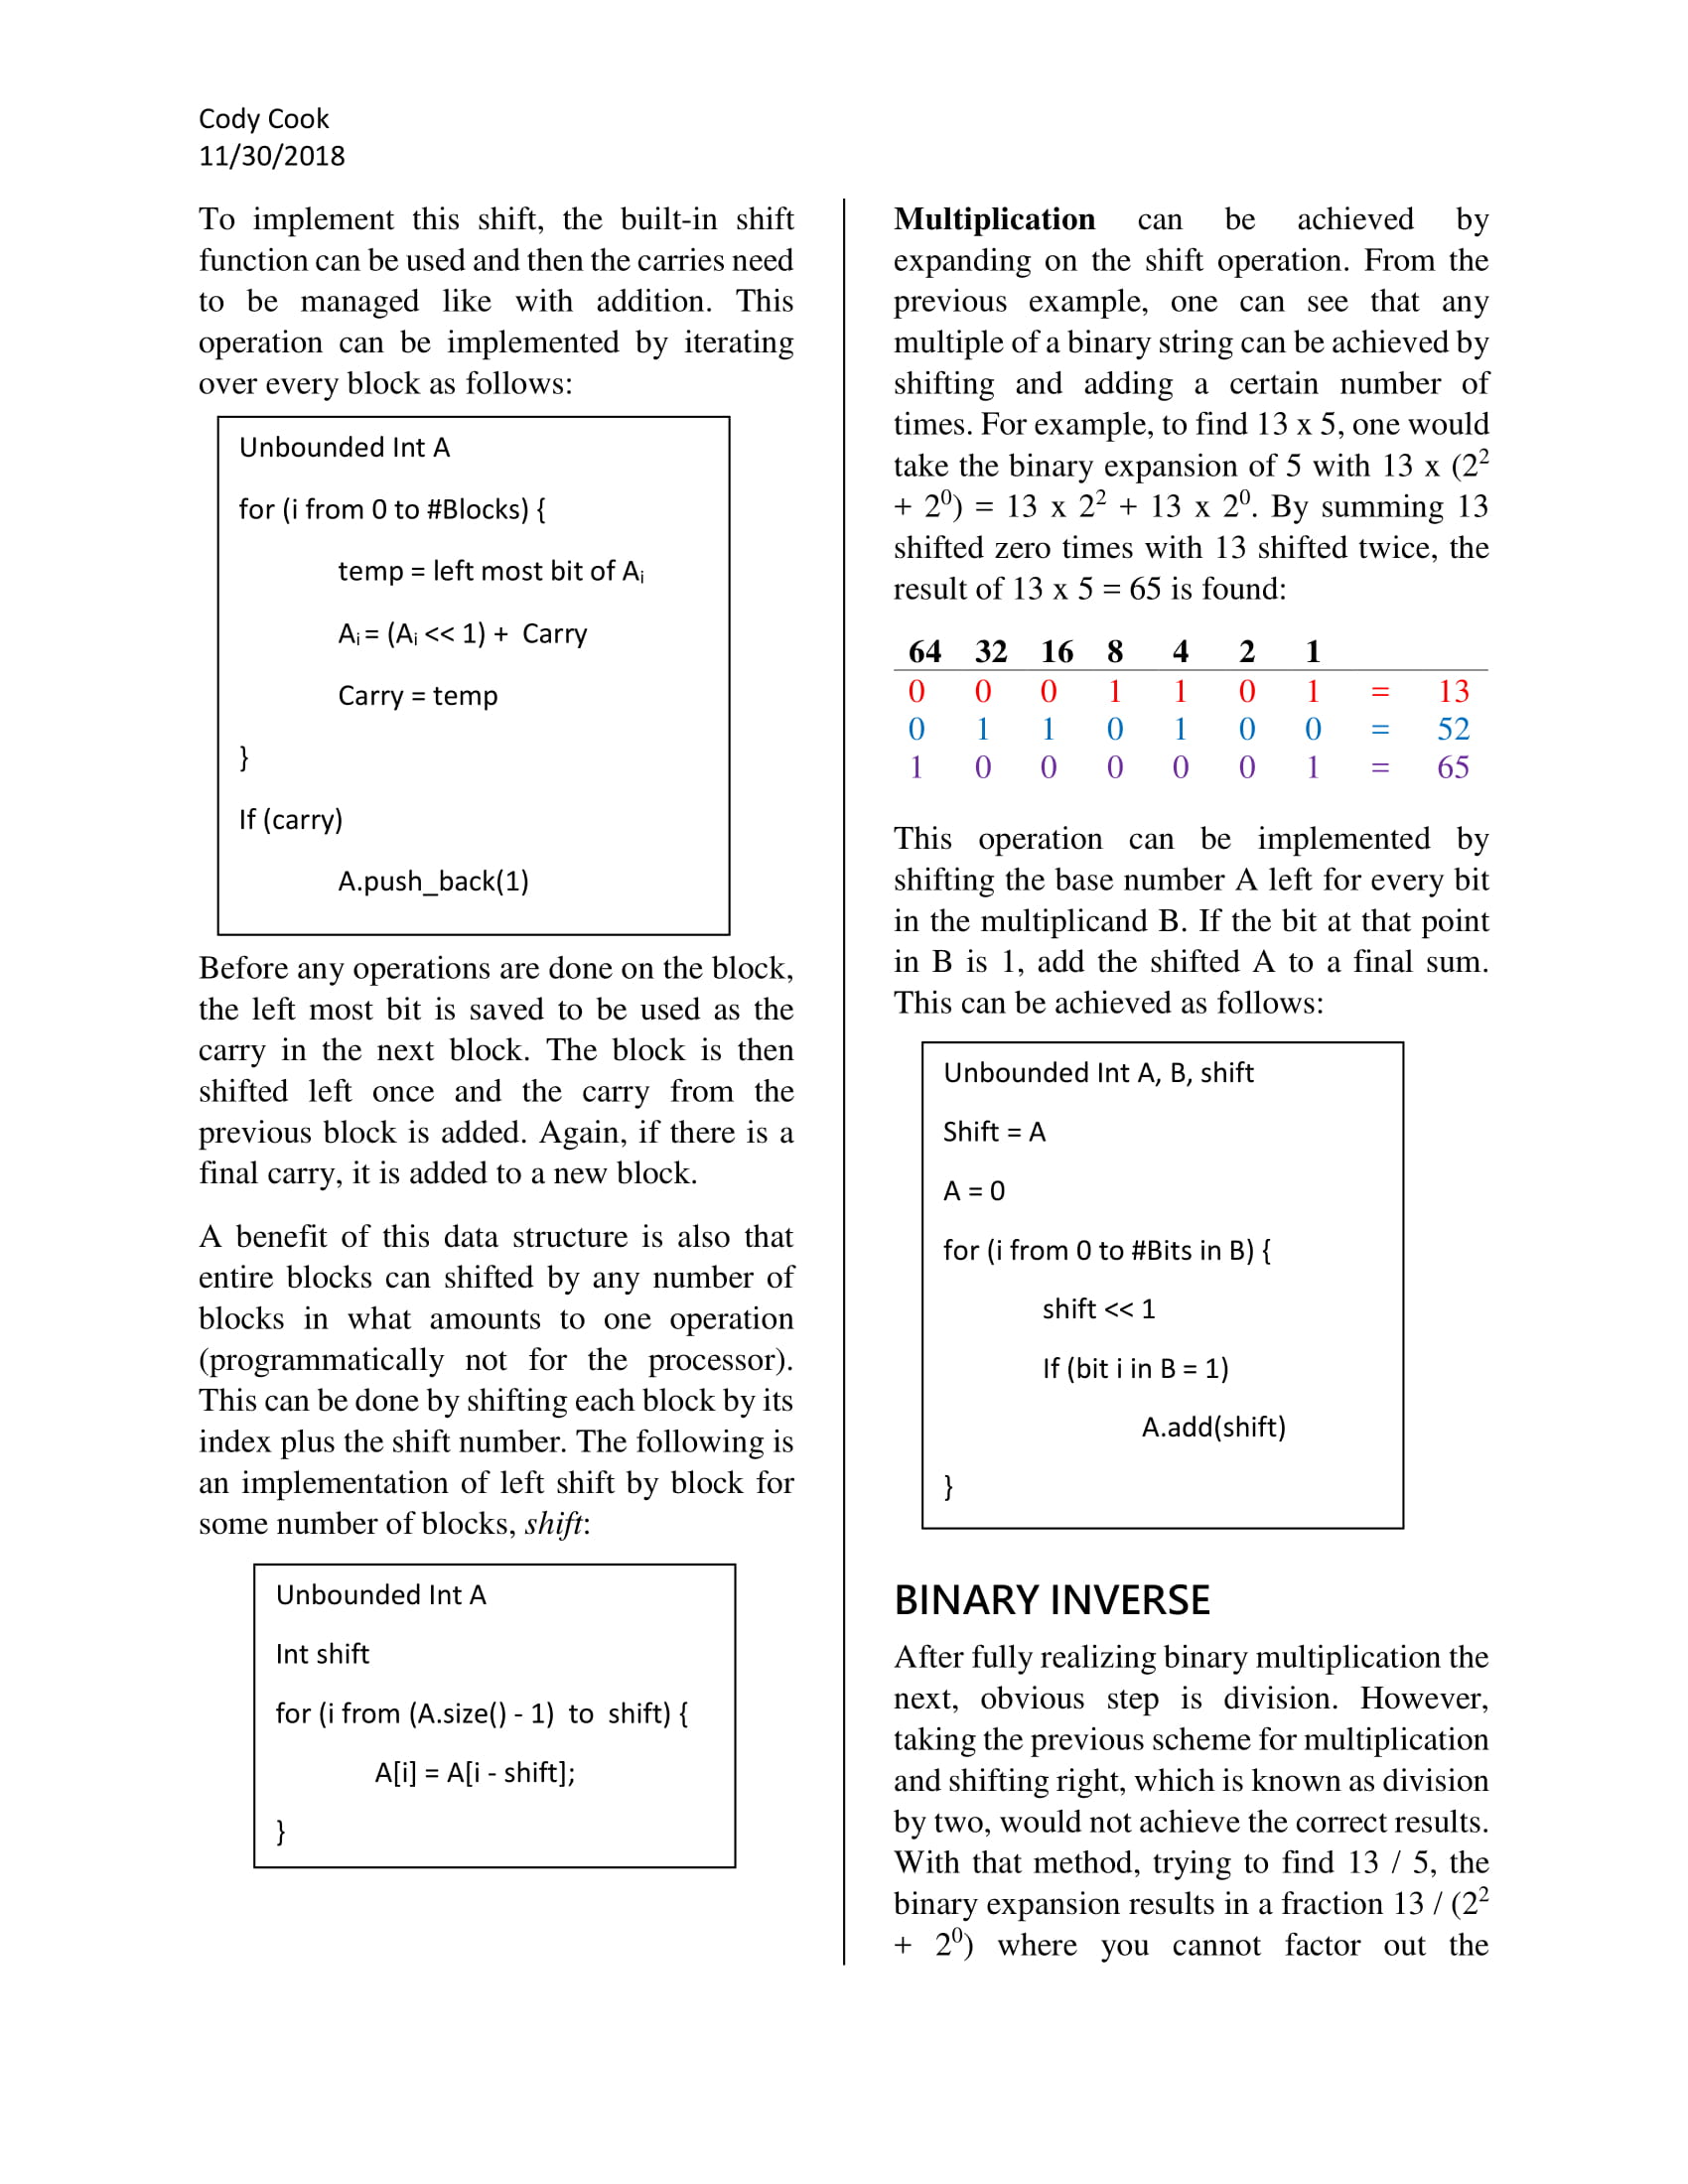 Cody Cook
11/30/2018
To implement this shift, the built-in shift
function can be used and then the carries need
to be managed like with addition. This
operation can be implemented by iterating
over every block as follows:
Unbounded Int A
for (i from 0 to #Blocks) {
temp = left most bit of Aᵢ
Aᵢ = (Aᵢ << 1) + Carry
Carry = temp
}
If (carry)
A.push_back(1)
Before any operations are done on the block,
the left most bit is saved to be used as the
carry in the next block. The block is then
shifted left once and the carry from the
previous block is added. Again, if there is a
final carry, it is added to a new block.
A benefit of this data structure is also that
entire blocks can shifted by any number of
blocks in what amounts to one operation
(programmatically not for the processor).
This can be done by shifting each block by its
index plus the shift number. The following is
an implementation of left shift by block for
some number of blocks, shift:
Unbounded Int A
Int shift
for (i from (A.size() - 1) to shift) {
A[i] = A[i - shift];
}
Multiplication can be achieved by
expanding on the shift operation. From the
previous example, one can see that any
multiple of a binary string can be achieved by
shifting and adding a certain number of
times. For example, to find 13 x 5, one would
take the binary expansion of 5 with 13 x (2²
+ 2⁰) = 13 x 2² + 13 x 2⁰. By summing 13
shifted zero times with 13 shifted twice, the
result of 13 x 5 = 65 is found:
64 32 16 8 4 2 1
0 0 0 1 1 0 1 = 13
0 1 1 0 1 0 0 = 52
1 0 0 0 0 0 1 = 65
This operation can be implemented by
shifting the base number A left for every bit
in the multiplicand B. If the bit at that point
in B is 1, add the shifted A to a final sum.
This can be achieved as follows:
Unbounded Int A, B, shift
Shift = A
A = 0
for (i from 0 to #Bits in B) {
shift << 1
If (bit i in B = 1)
A.add(shift)
}
BINARY INVERSE
After fully realizing binary multiplication the
next, obvious step is division. However,
taking the previous scheme for multiplication
and shifting right, which is known as division
by two, would not achieve the correct results.
With that method, trying to find 13 / 5, the
binary expansion results in a fraction 13 / (2²
+ 2⁰) where you cannot factor out the